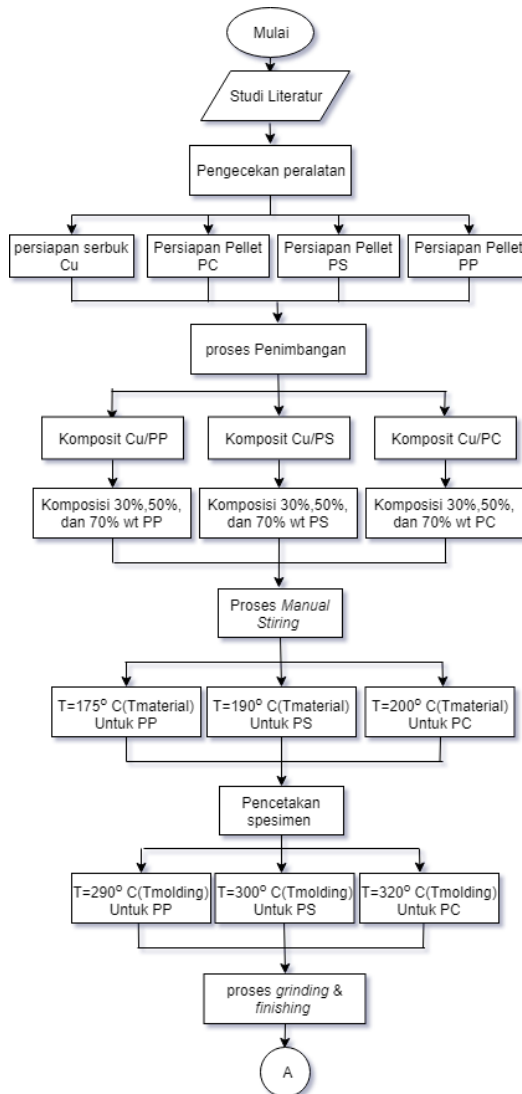 Mulai
Studi Literatur
Pengecekan peralatan
persiapan serbuk
Cu
Persiapan Pellet
PC
Persiapan Pellet
PS
Persiapan Pellet
PP
proses Penimbangan
Komposit Cu/PP
Komposit Cu/PS
Komposit Cu/PC
Komposisi 30%,50%,
dan 70% wt PP
Komposisi 30%,50%,
dan 70% wt PS
Komposisi 30%,50%,
dan 70% wt PC
Proses Manual
Stiring
T=175° C(Tmaterial)
Untuk PP
T=190° C(Tmaterial)
Untuk PS
T=200° C(Tmaterial)
Untuk PC
Pencetakan
spesimen
T=290° C(Tmolding)
Untuk PP
T=300° C(Tmolding)
Untuk PS
T=320° C(Tmolding)
Untuk PC
proses grinding &
finishing
A